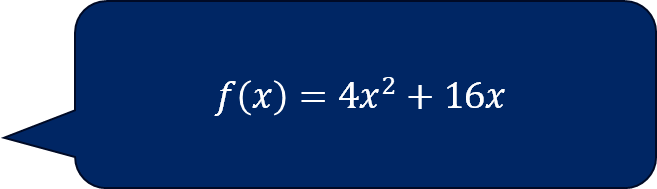 f(x) = 4x² + 16x